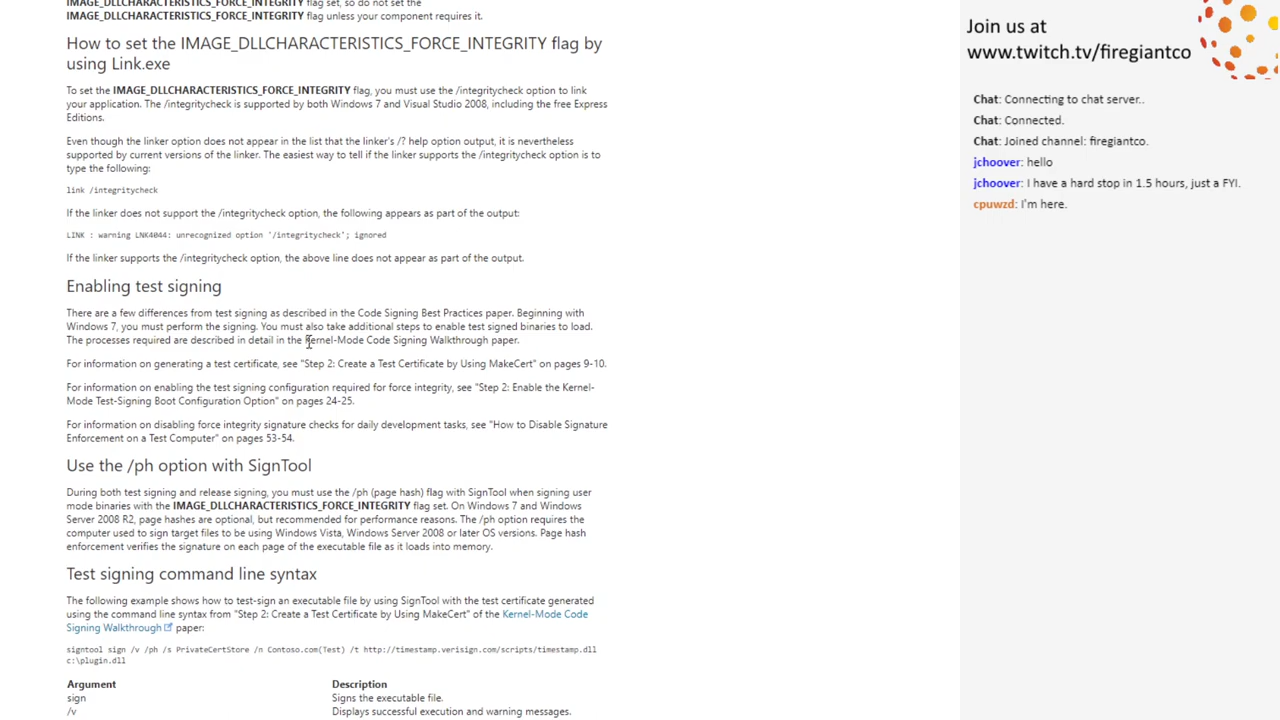 IMAGE_DLLCHARACTERISTICS_FORCE_INTEGRITY flag set, so do not set the
IMAGE_DLLCHARACTERISTICS_FORCE_INTEGRITY flag unless your component requires it.
How to set the IMAGE_DLLCHARACTERISTICS_FORCE_INTEGRITY flag by
using Link.exe
To set the IMAGE_DLLCHARACTERISTICS_FORCE_INTEGRITY flag, you must use the /integritycheck option to link
your application. The /integritycheck is supported by both Windows 7 and Visual Studio 2008, including the free Express
Editions.
Even though the linker option does not appear in the list that the linker's /? help option output, it is nevertheless
supported by current versions of the linker. The easiest way to tell if the linker supports the /integritycheck option is to
type the following:
link /integritycheck
If the linker does not support the /integritycheck option, the following appears as part of the output:
LINK : warning LNK4044: unrecognized option '/integritycheck'; ignored
If the linker supports the /integritycheck option, the above line does not appear as part of the output.
Enabling test signing
There are a few differences from test signing as described in the Code Signing Best Practices paper. Beginning with
Windows 7, you must perform the signing. You must also take additional steps to enable test signed binaries to load.
The processes required are described in detail in the Kernel-Mode Code Signing Walkthrough paper.
For information on generating a test certificate, see "Step 2: Create a Test Certificate by Using MakeCert" on pages 9-10.
For information on enabling the test signing configuration required for force integrity, see "Step 2: Enable the Kernel-
Mode Test-Signing Boot Configuration Option" on pages 24-25.
For information on disabling force integrity signature checks for daily development tasks, see "How to Disable Signature
Enforcement on a Test Computer" on pages 53-54.
Use the /ph option with SignTool
During both test signing and release signing, you must use the /ph (page hash) flag with SignTool when signing user
mode binaries with the IMAGE_DLLCHARACTERISTICS_FORCE_INTEGRITY flag set. On Windows 7 and Windows
Server 2008 R2, page hashes are optional, but recommended for performance reasons. The /ph option requires the
computer used to sign target files to be using Windows Vista, Windows Server 2008 or later OS versions. Page hash
enforcement verifies the signature on each page of the executable file as it loads into memory.
Test signing command line syntax
The following example shows how to test-sign an executable file by using SignTool with the test certificate generated
using the command line syntax from "Step 2: Create a Test Certificate by Using MakeCert" of the Kernel-Mode Code
Signing Walkthrough paper:
signtool sign /v /ph /s PrivateCertStore /n Contoso.com(Test) /t http://timestamp.verisign.com/scripts/timestamp.dll
c:\plugin.dll
Argument Description
sign Signs the executable file.
/v Displays successful execution and warning messages.
Join us at
www.twitch.tv/firegiantco
Chat: Connecting to chat server..
Chat: Connected.
Chat: Joined channel: firegiantco.
jchoover: hello
jchoover: I have a hard stop in 1.5 hours, just a FYI.
cpuwzd: I'm here.